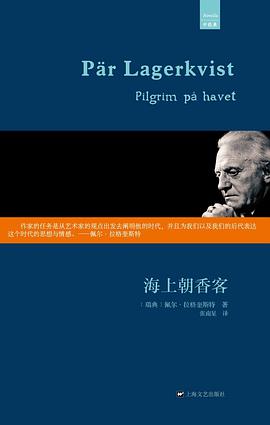 Pär Lagerkvist
Pilgrim på havet
作家的任务是从艺术家的观点出发去阐明他的时代，并且为我们以及我们的后代表达
这个时代的思想与情感。——佩尔·拉格奎斯特
海上朝香客
［瑞典］佩尔·拉格奎斯特 著
张南星 译
上海文艺出版社